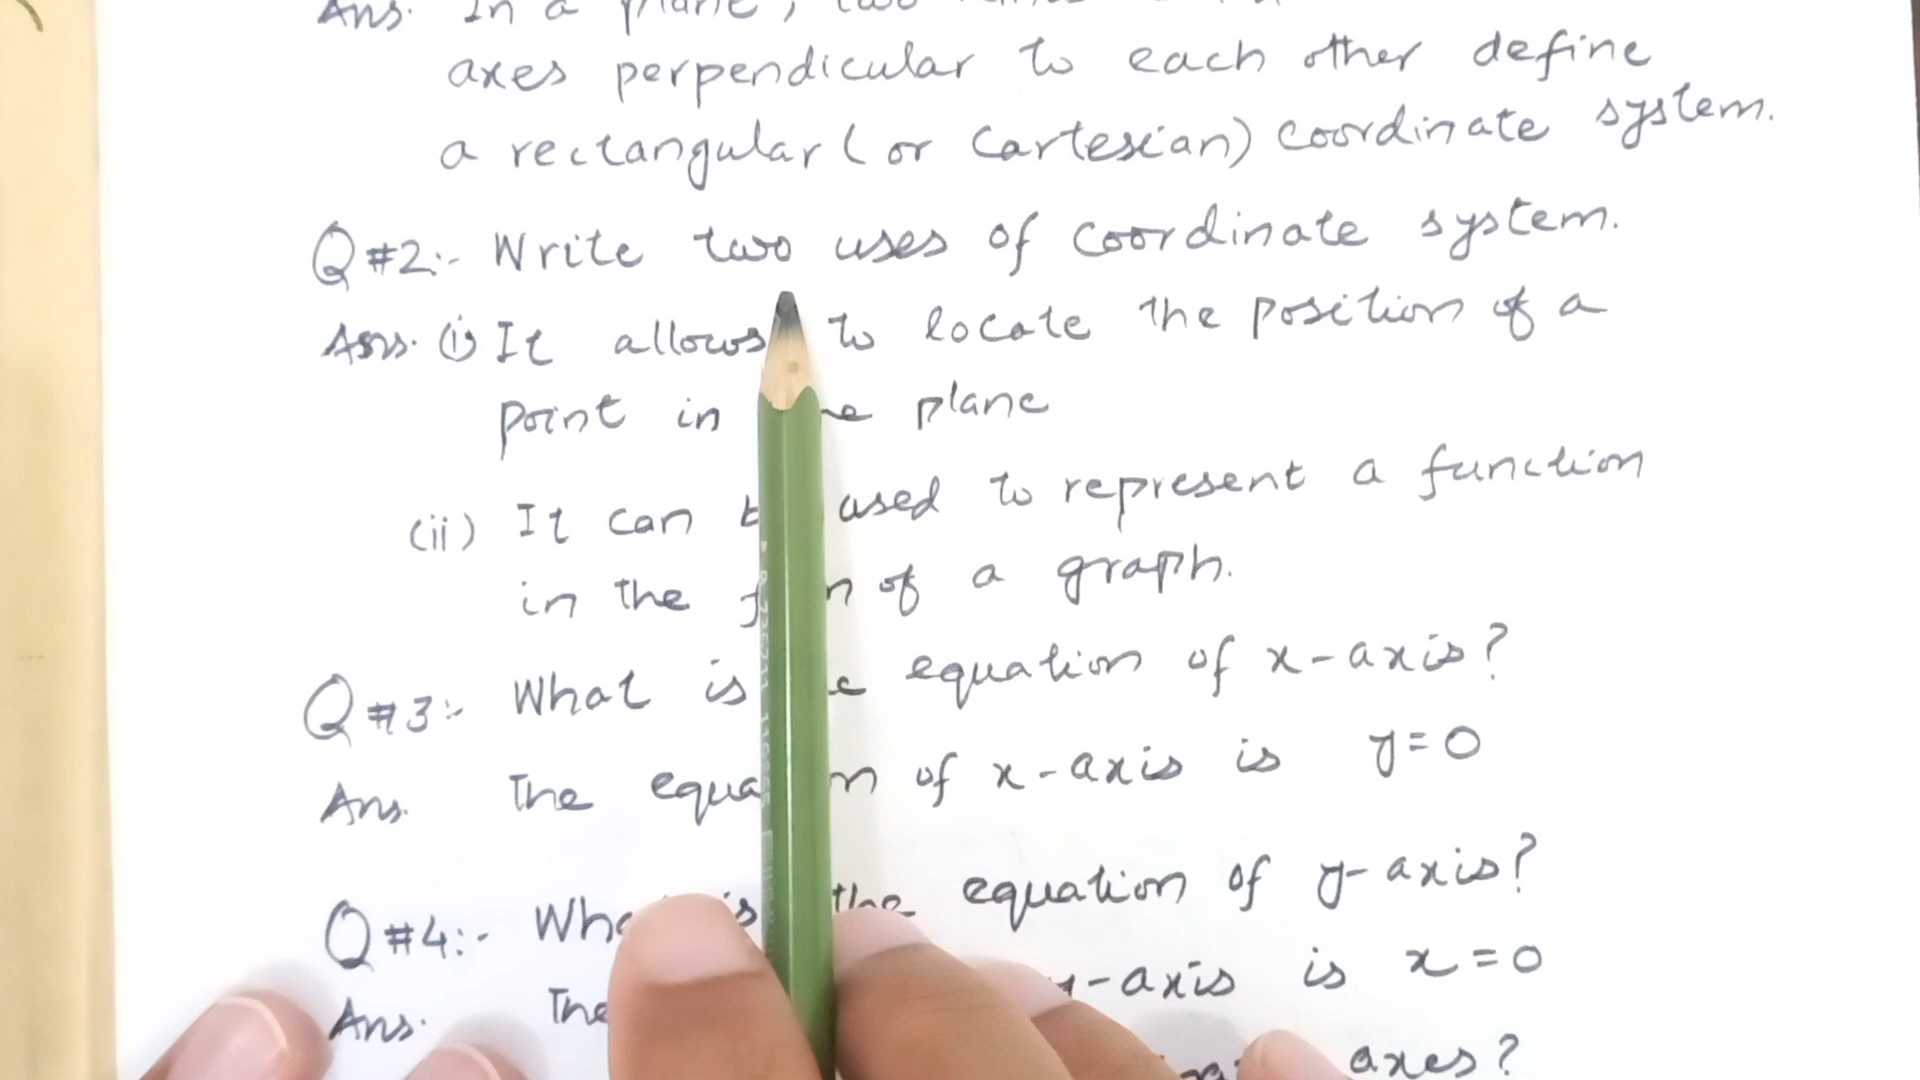 Ans. In a plane, two
axes perpendicular to each other define
a rectangular (or Cartesian) coordinate system.
Q#2:- Write two uses of coordinate system.
Ans. (i) It allows to locate the position of a
point in plane
(ii) It can used to represent a function
in the of a graph.
Q#3:- What is equation of x-axis?
Ans. The of x-axis is y=0
Q#4:- is the equation of y-axis?
Ans. The y-axis is x=0
axes?